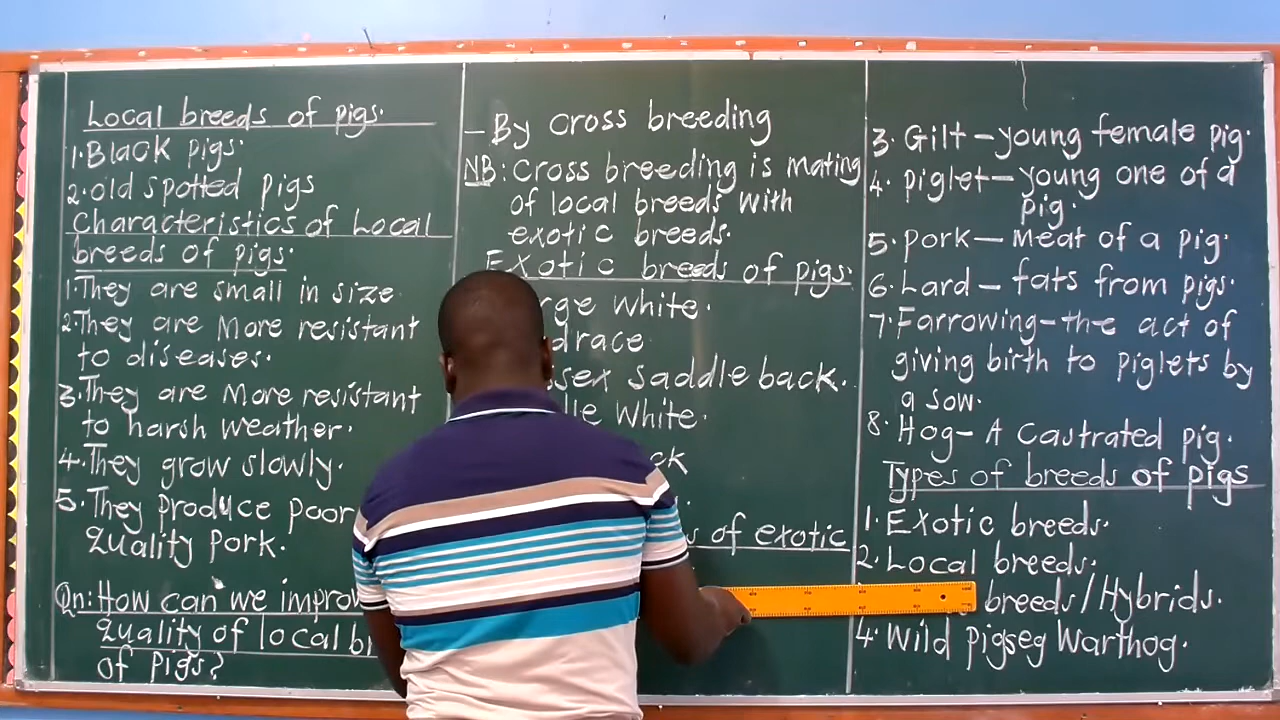 Local breeds of pigs.
1. Black pigs.
2. old spotted pigs
Characteristics of Local
breeds of pigs.
1. They are small in size.
2. They are More resistant
to diseases.
3. They are More resistant
to harsh weather.
4. They grow slowly.
5. They produce poor
quality pork.
Qn: How can we
quality of local
of pigs?
- By cross breeding
NB: Cross breeding is mating
of local breeds with
exotic breeds.
Exotic breeds of pigs.
White.
saddle back.
White.
of exotic
3. Gilt - young female pig.
4. piglet - young one of a
pig.
5. pork - Meat of a pig.
6. Lard - fats from pigs.
7. Farrowing - the act of
giving birth to piglets by
a sow.
8. Hog - A Castrated pig.
Types of breeds of pigs
1. Exotic breeds.
2. Local breeds.
breeds/Hybrids.
4. Wild pigs eg Warthog.